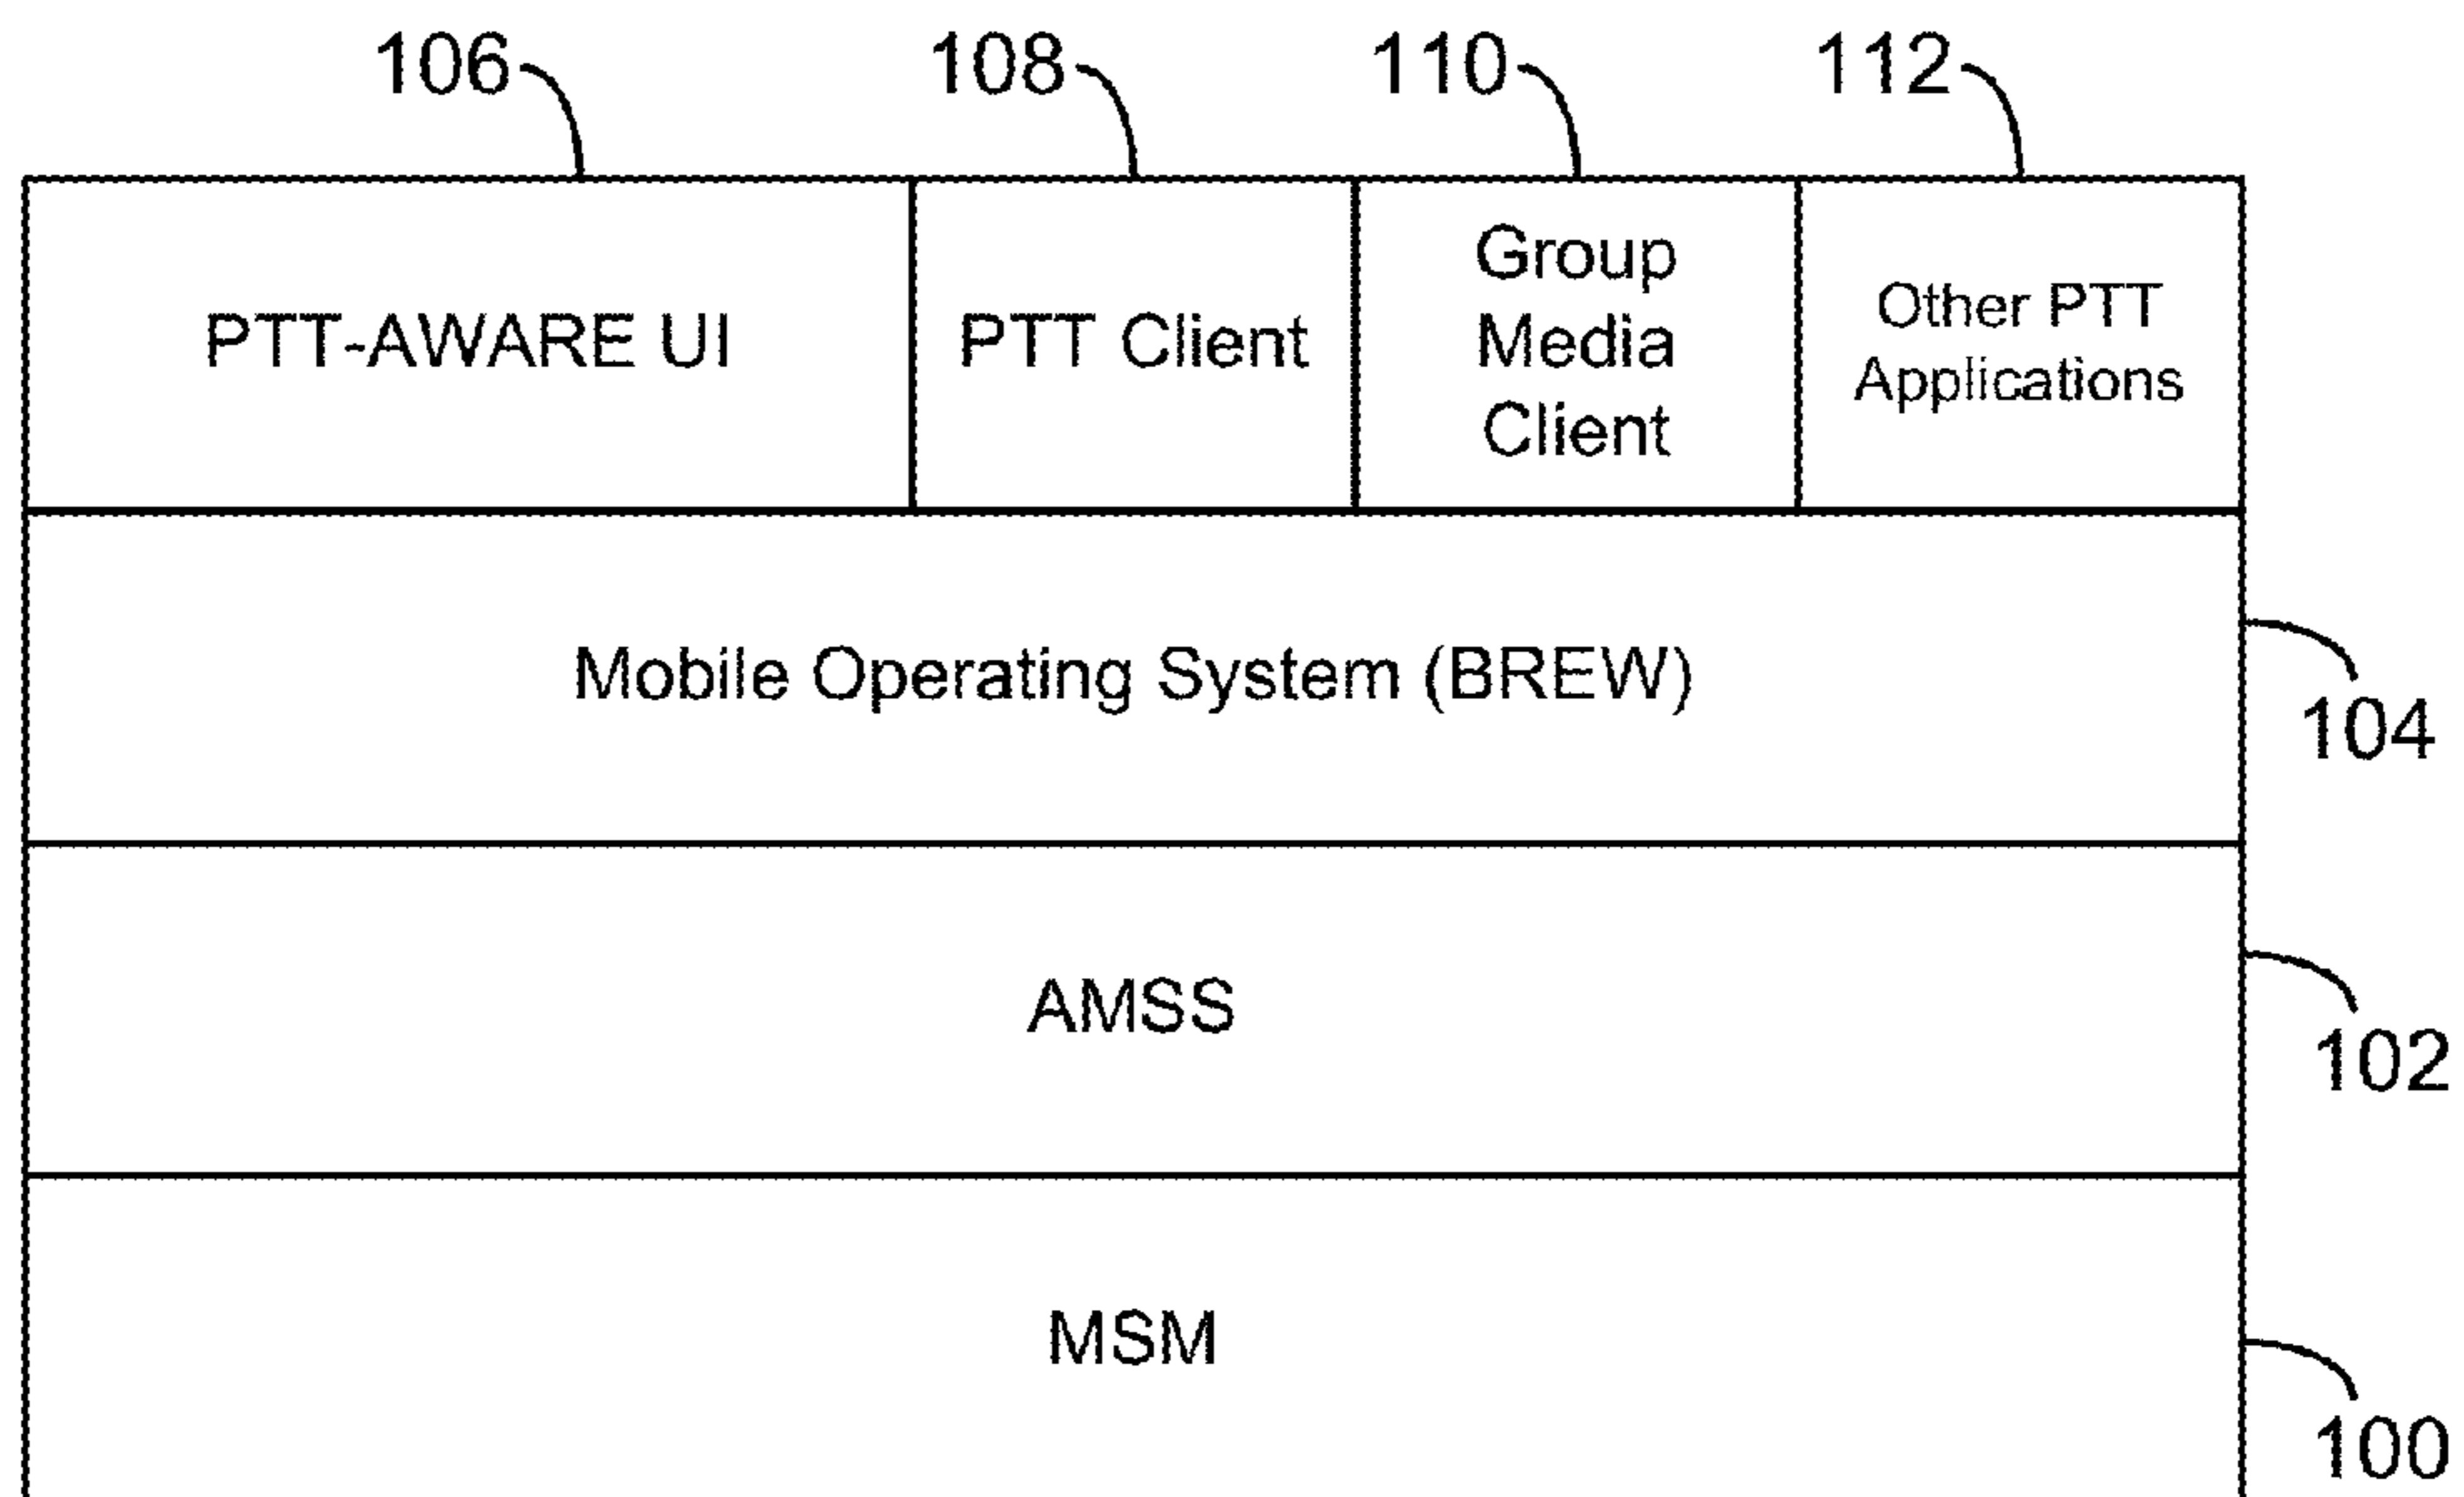 106
108
110
112
PTT-AWARE UI
PTT Client
Group
Media
Client
Other PTT
Applications
Mobile Operating System (BREW)
104
AMSS
102
MSM
100